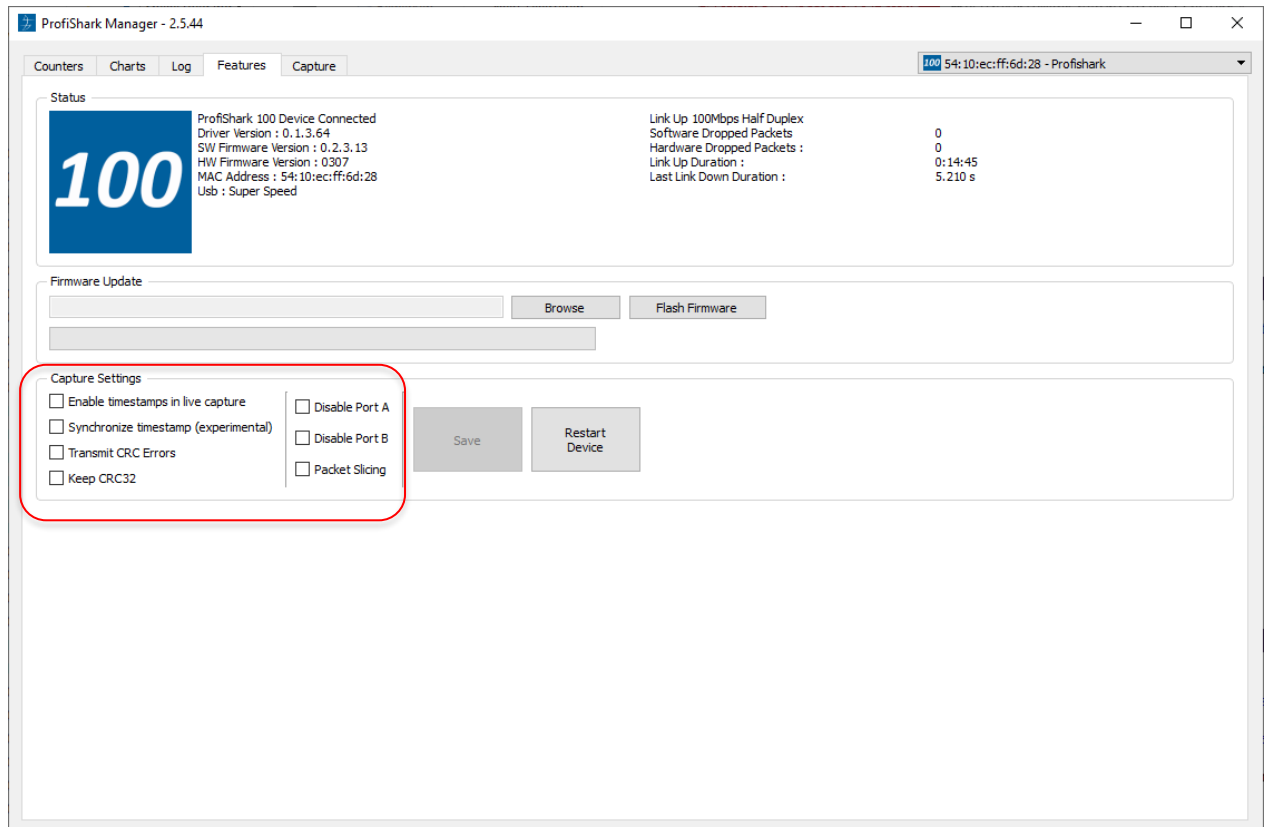 ProfiShark Manager - 2.5.44
Counters Charts Log Features Capture
100 54:10:ec:ff:6d:28 - Profishark
Status
100
ProfiShark 100 Device Connected
Driver Version : 0.1.3.64
SW Firmware Version : 0.2.3.13
HW Firmware Version : 0307
MAC Address : 54:10:ec:ff:6d:28
Usb : Super Speed
Link Up 100Mbps Half Duplex
Software Dropped Packets 0
Hardware Dropped Packets : 0
Link Up Duration : 0:14:45
Last Link Down Duration : 5.210 s
Firmware Update
Browse
Flash Firmware
Capture Settings
Enable timestamps in live capture
Synchronize timestamp (experimental)
Transmit CRC Errors
Keep CRC32
Disable Port A
Disable Port B
Packet Slicing
Save
Restart
Device